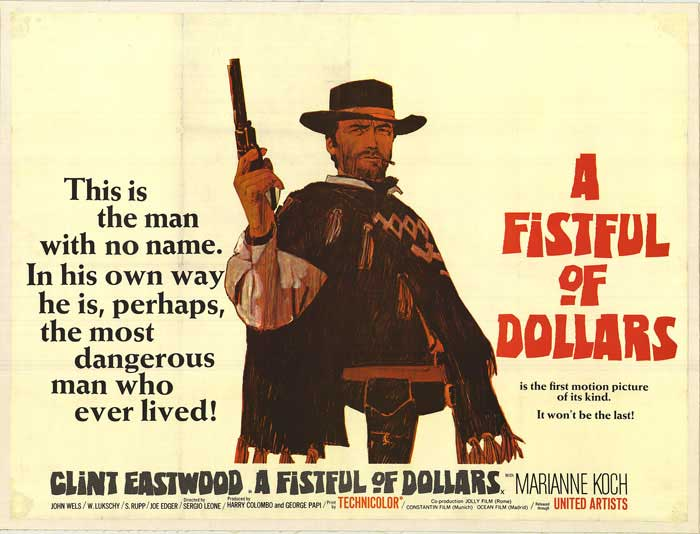 This is
the man
with no name.
In his own way
he is, perhaps,
the most
dangerous
man who
ever lived!
A
FiSTFUL
OF
DOLLARS
is the first motion picture
of its kind.
It won't be the last!
CLiNT EASTWOOD A FiSTFUL OF DOLLARS x WITH MARIANNE KOCH
JOHN WELS / W. LUKSCHY / S. RUPP / JOE EDGER / Directed by SERGIO LEONE / Produced by HARRY COLOMBO and GEORGE PAPI / Print by TECHNICOLOR® / Co-production JOLLY FILM (Rome) CONSTANTIN FILM (Munich) OCEAN FILM (Madrid) / Released through UNITED ARTISTS